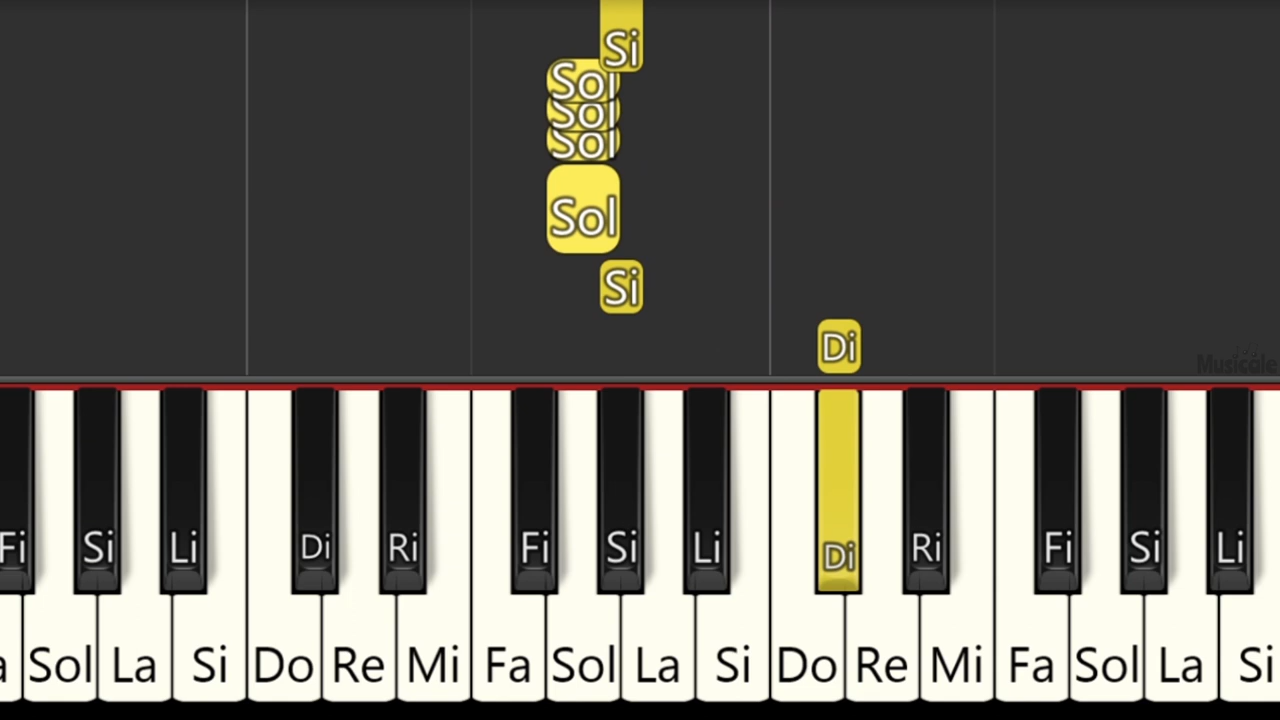 Si
Sol
Sol
Sol
Sol
Si
Di
Musicale
Fi Si Li Di Ri Fi Si Li Di Ri Fi Si Li
Sol La Si Do Re Mi Fa Sol La Si Do Re Mi Fa Sol La Si